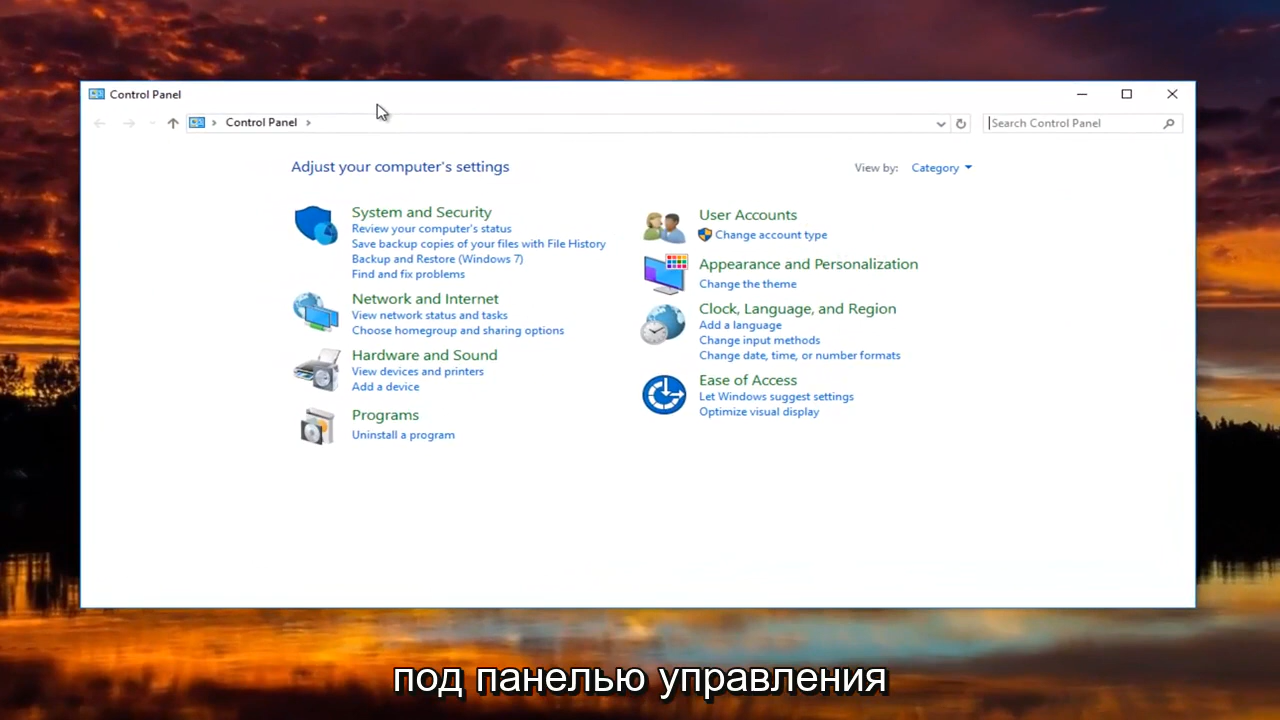 Control Panel
Control Panel
Search Control Panel
Adjust your computer's settings
View by: Category
System and Security
Review your computer's status
Save backup copies of your files with File History
Backup and Restore (Windows 7)
Find and fix problems
Network and Internet
View network status and tasks
Choose homegroup and sharing options
Hardware and Sound
View devices and printers
Add a device
Programs
Uninstall a program
User Accounts
Change account type
Appearance and Personalization
Change the theme
Clock, Language, and Region
Add a language
Change input methods
Change date, time, or number formats
Ease of Access
Let Windows suggest settings
Optimize visual display
под панелью управления